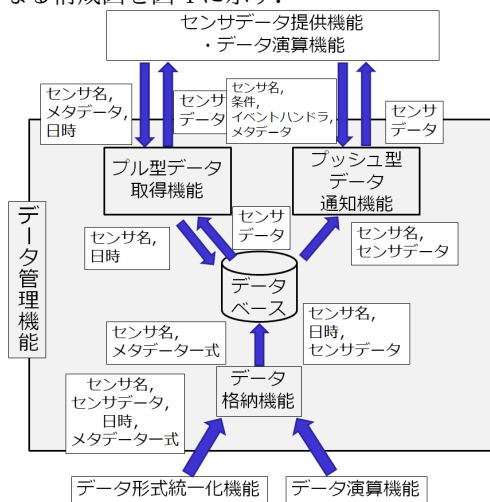 なる構成図を図4に示す.
センサデータ提供機能
・データ演算機能
センサ名,
メタデータ,
日時
センサ
データ
センサ名,
条件,
イベントハンドラ,
メタデータ
センサ
データ
プル型データ
取得機能
プッシュ型
データ
通知機能
データ管理機能
センサ名,
日時
センサ
データ
センサ名,
センサデータ
データ
ベース
センサ名,
メタデーター式
センサ名,
日時,
センサデータ
データ
格納機能
センサ名,
センサデータ,
日時,
メタデーター式
データ形式統一化機能
データ演算機能